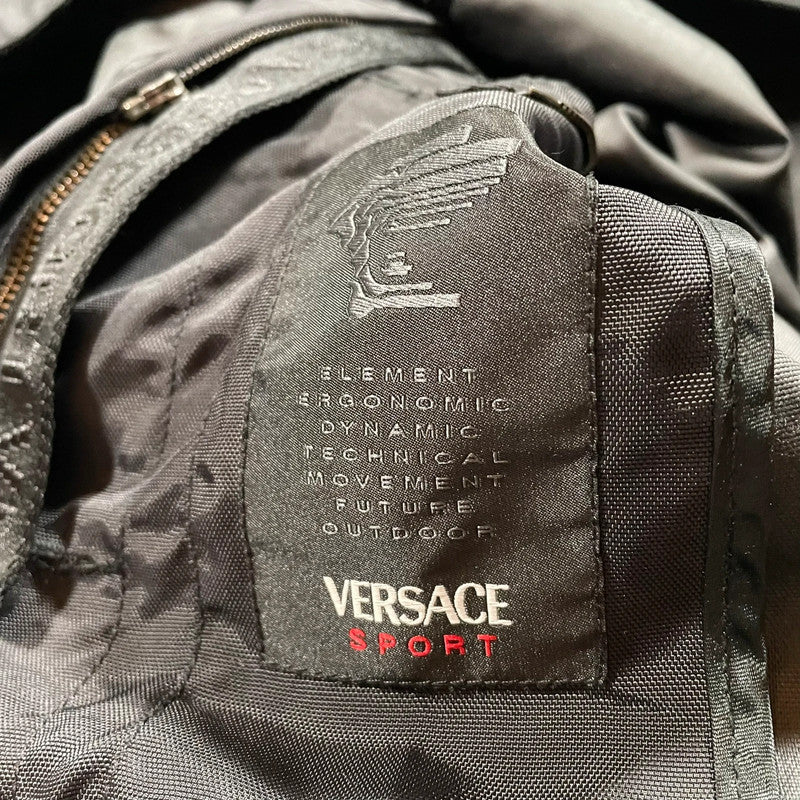 ELEMENT
ERGONOMIC
DYNAMIC
TECHNICAL
MOVEMENT
FUTURE
OUTDOOR
VERSACE
SPORT